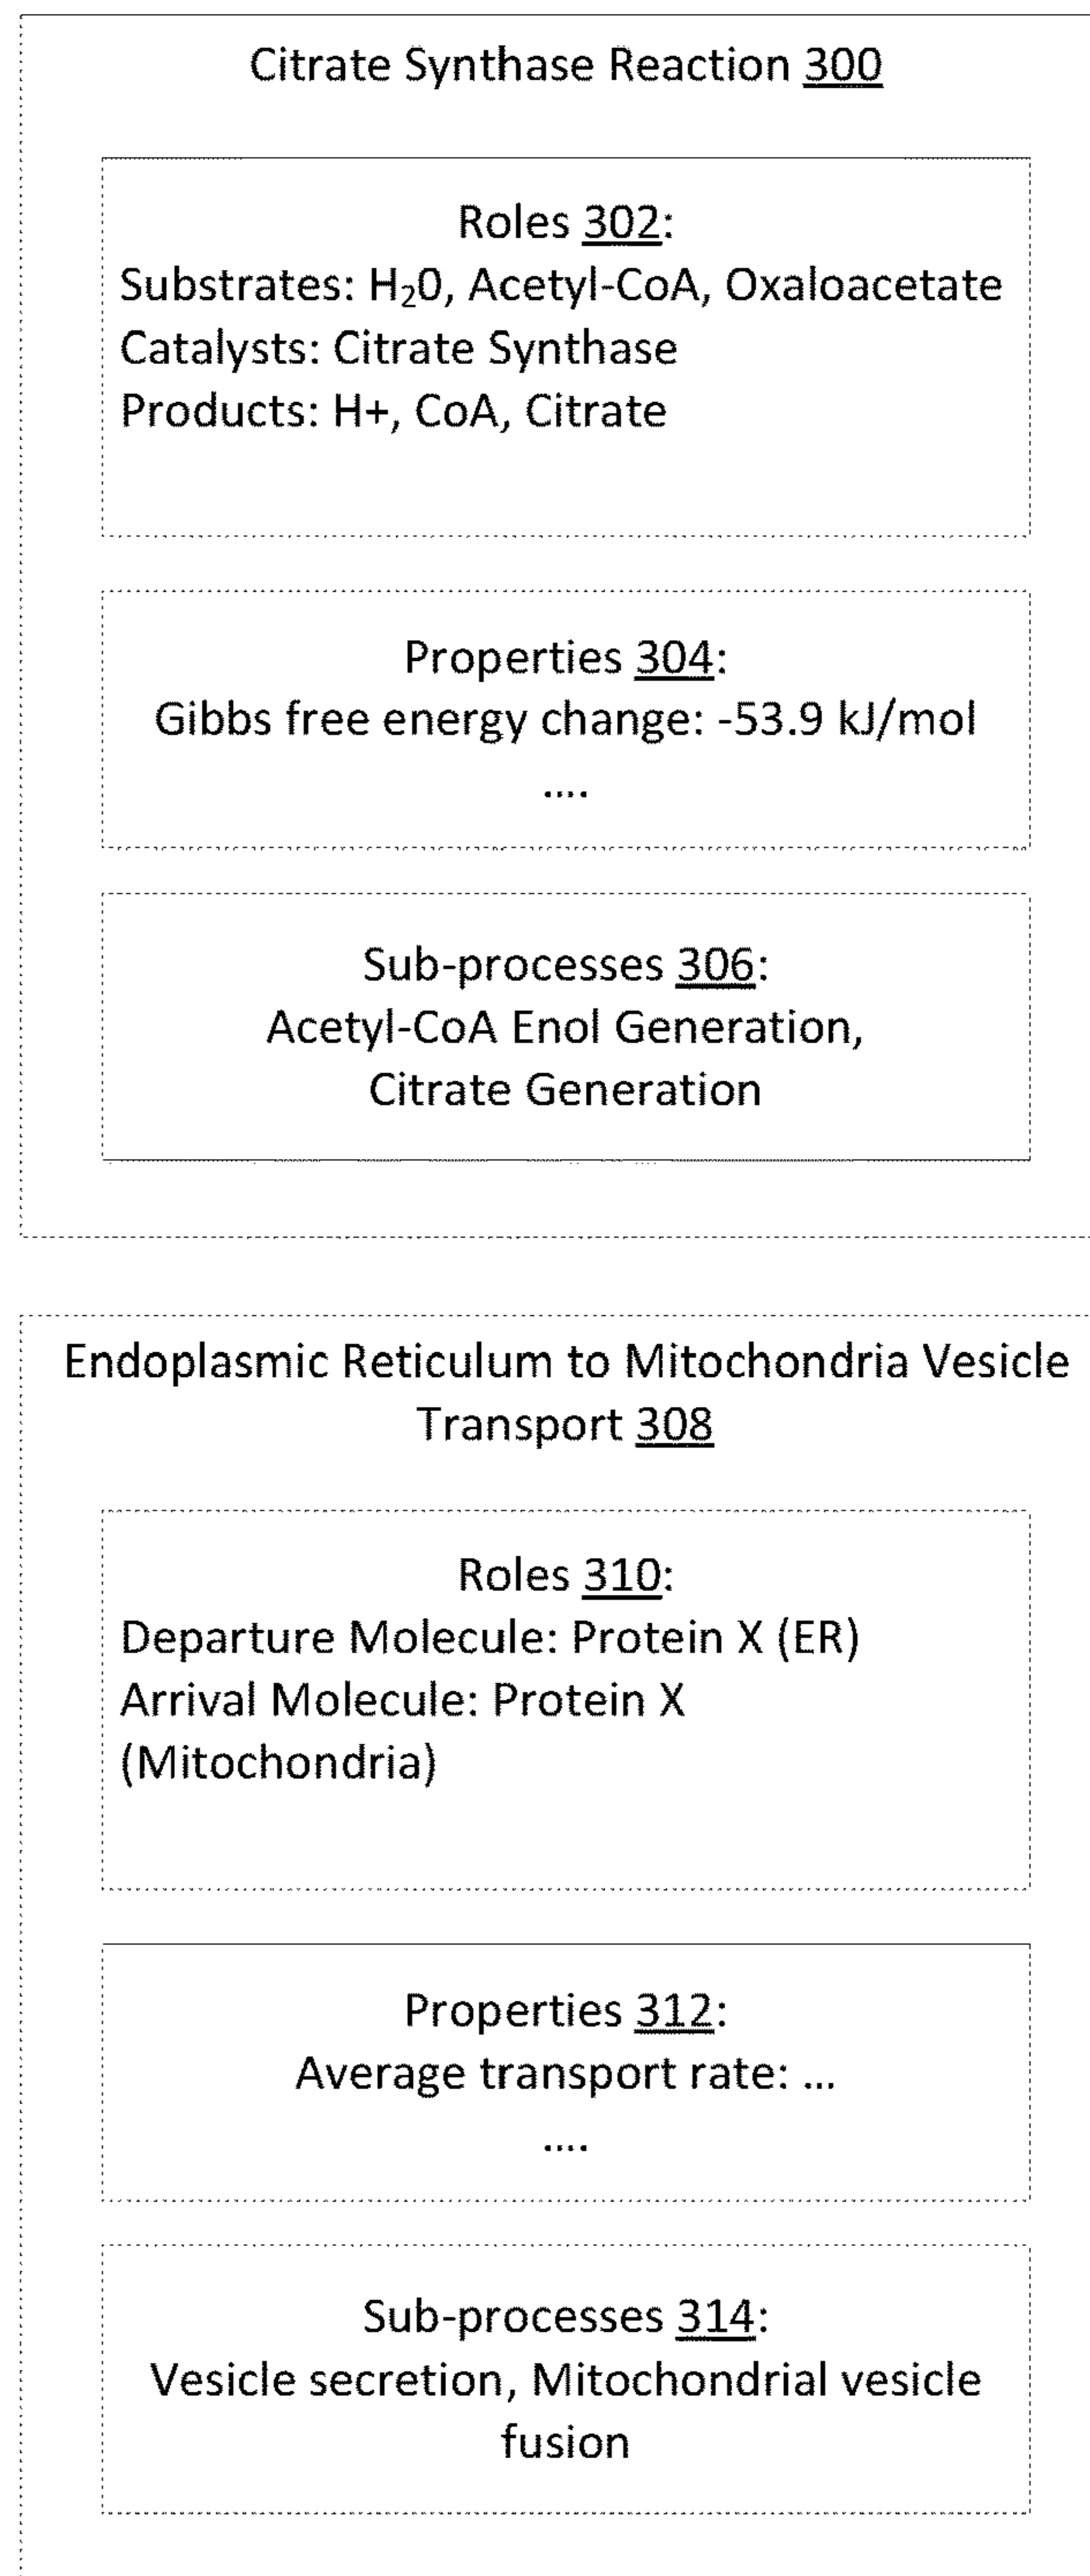 Citrate Synthase Reaction 300
Roles 302:
Substrates: H₂0, Acetyl-CoA, Oxaloacetate
Catalysts: Citrate Synthase
Products: H+, CoA, Citrate
Properties 304:
Gibbs free energy change: -53.9 kJ/mol
....
Sub-processes 306:
Acetyl-CoA Enol Generation,
Citrate Generation
Endoplasmic Reticulum to Mitochondria Vesicle
Transport 308
Roles 310:
Departure Molecule: Protein X (ER)
Arrival Molecule: Protein X
(Mitochondria)
Properties 312:
Average transport rate: ...
....
Sub-processes 314:
Vesicle secretion, Mitochondrial vesicle
fusion